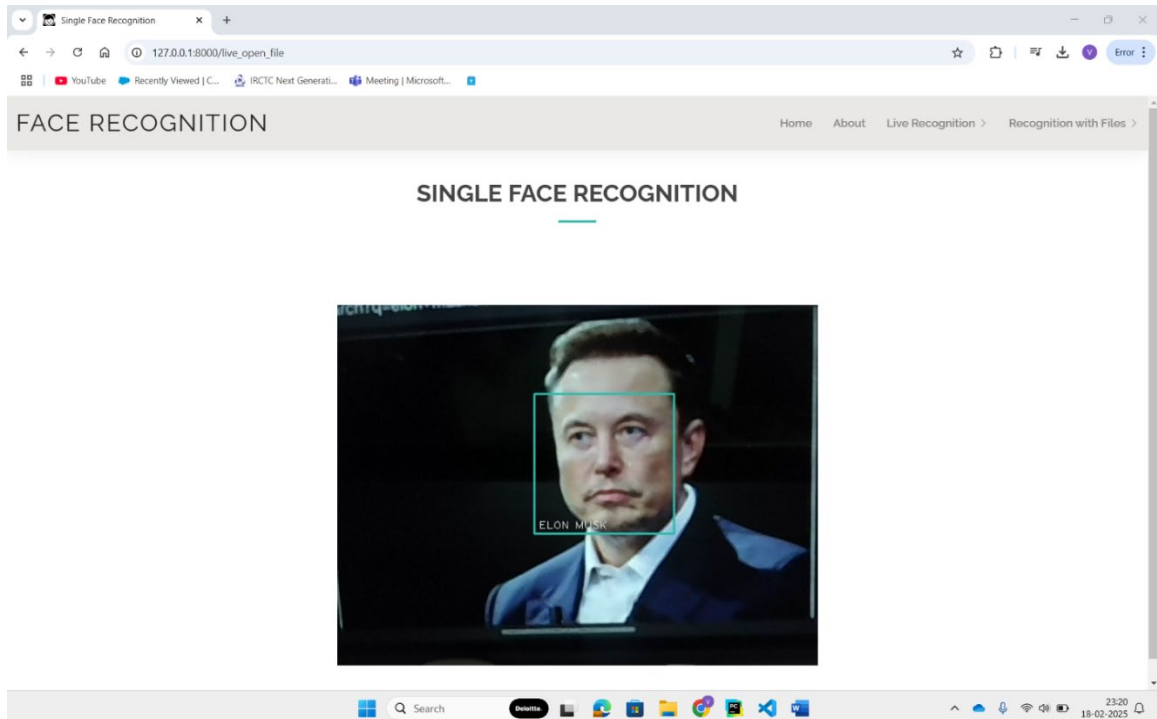 Single Face Recognition
127.0.0.1:8000/live_open_file
Error
YouTube
Recently Viewed | C...
IRCTC Next Generati...
Meeting | Microsoft...
FACE RECOGNITION
Home
About
Live Recognition
Recognition with Files
SINGLE FACE RECOGNITION
ELON MUSK
Search
Deloitte.
23:20
18-02-2025